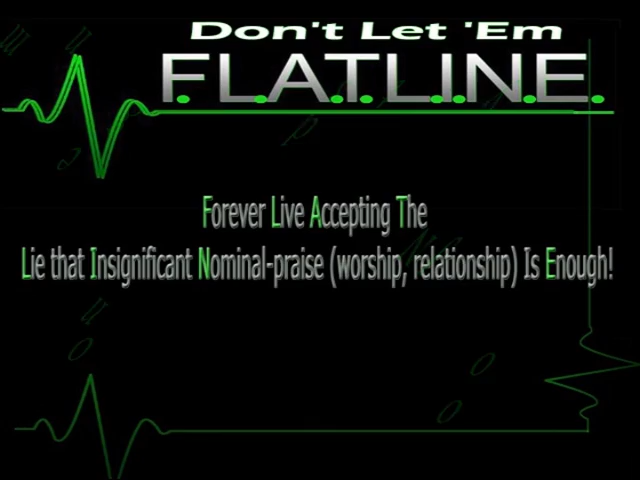 Don't Let 'Em
F.L.A.T.L.I.N.E.
Forever Live Accepting The
Lie that Insignificant Nominal-praise (worship, relationship) Is Enough!